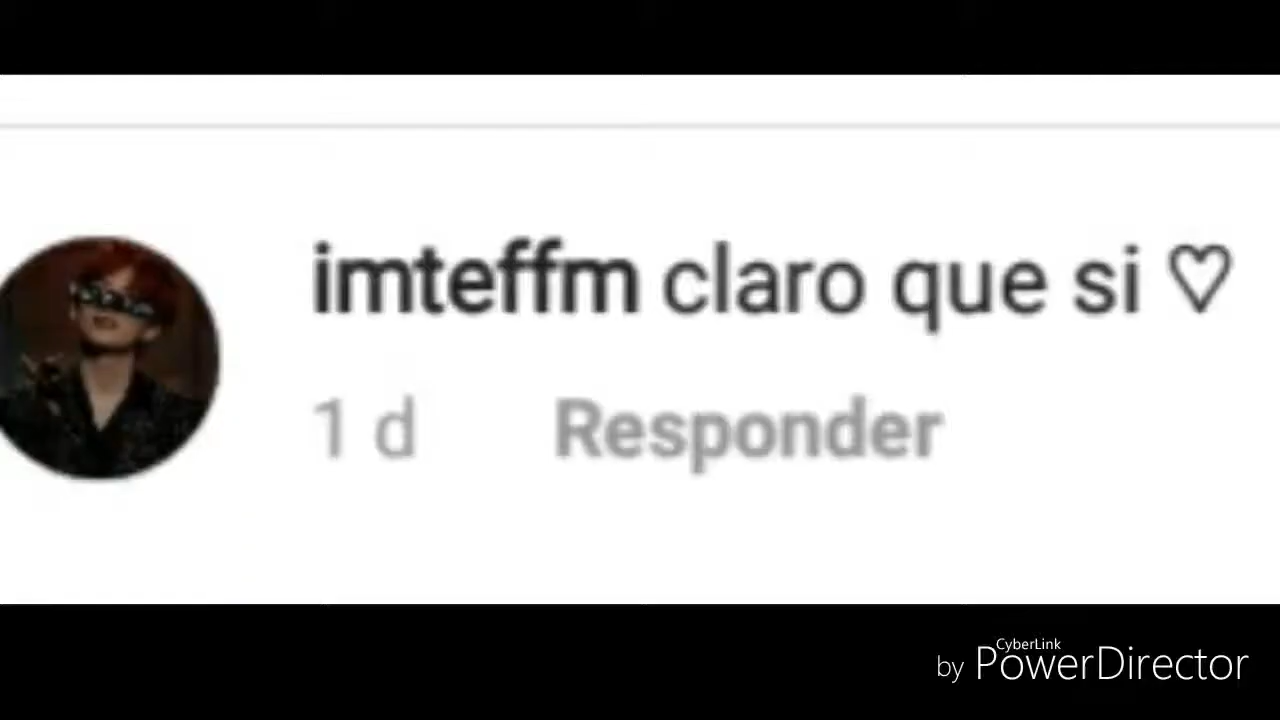 imteffm claro que si ♡
1 d Responder
CyberLink
by PowerDirector